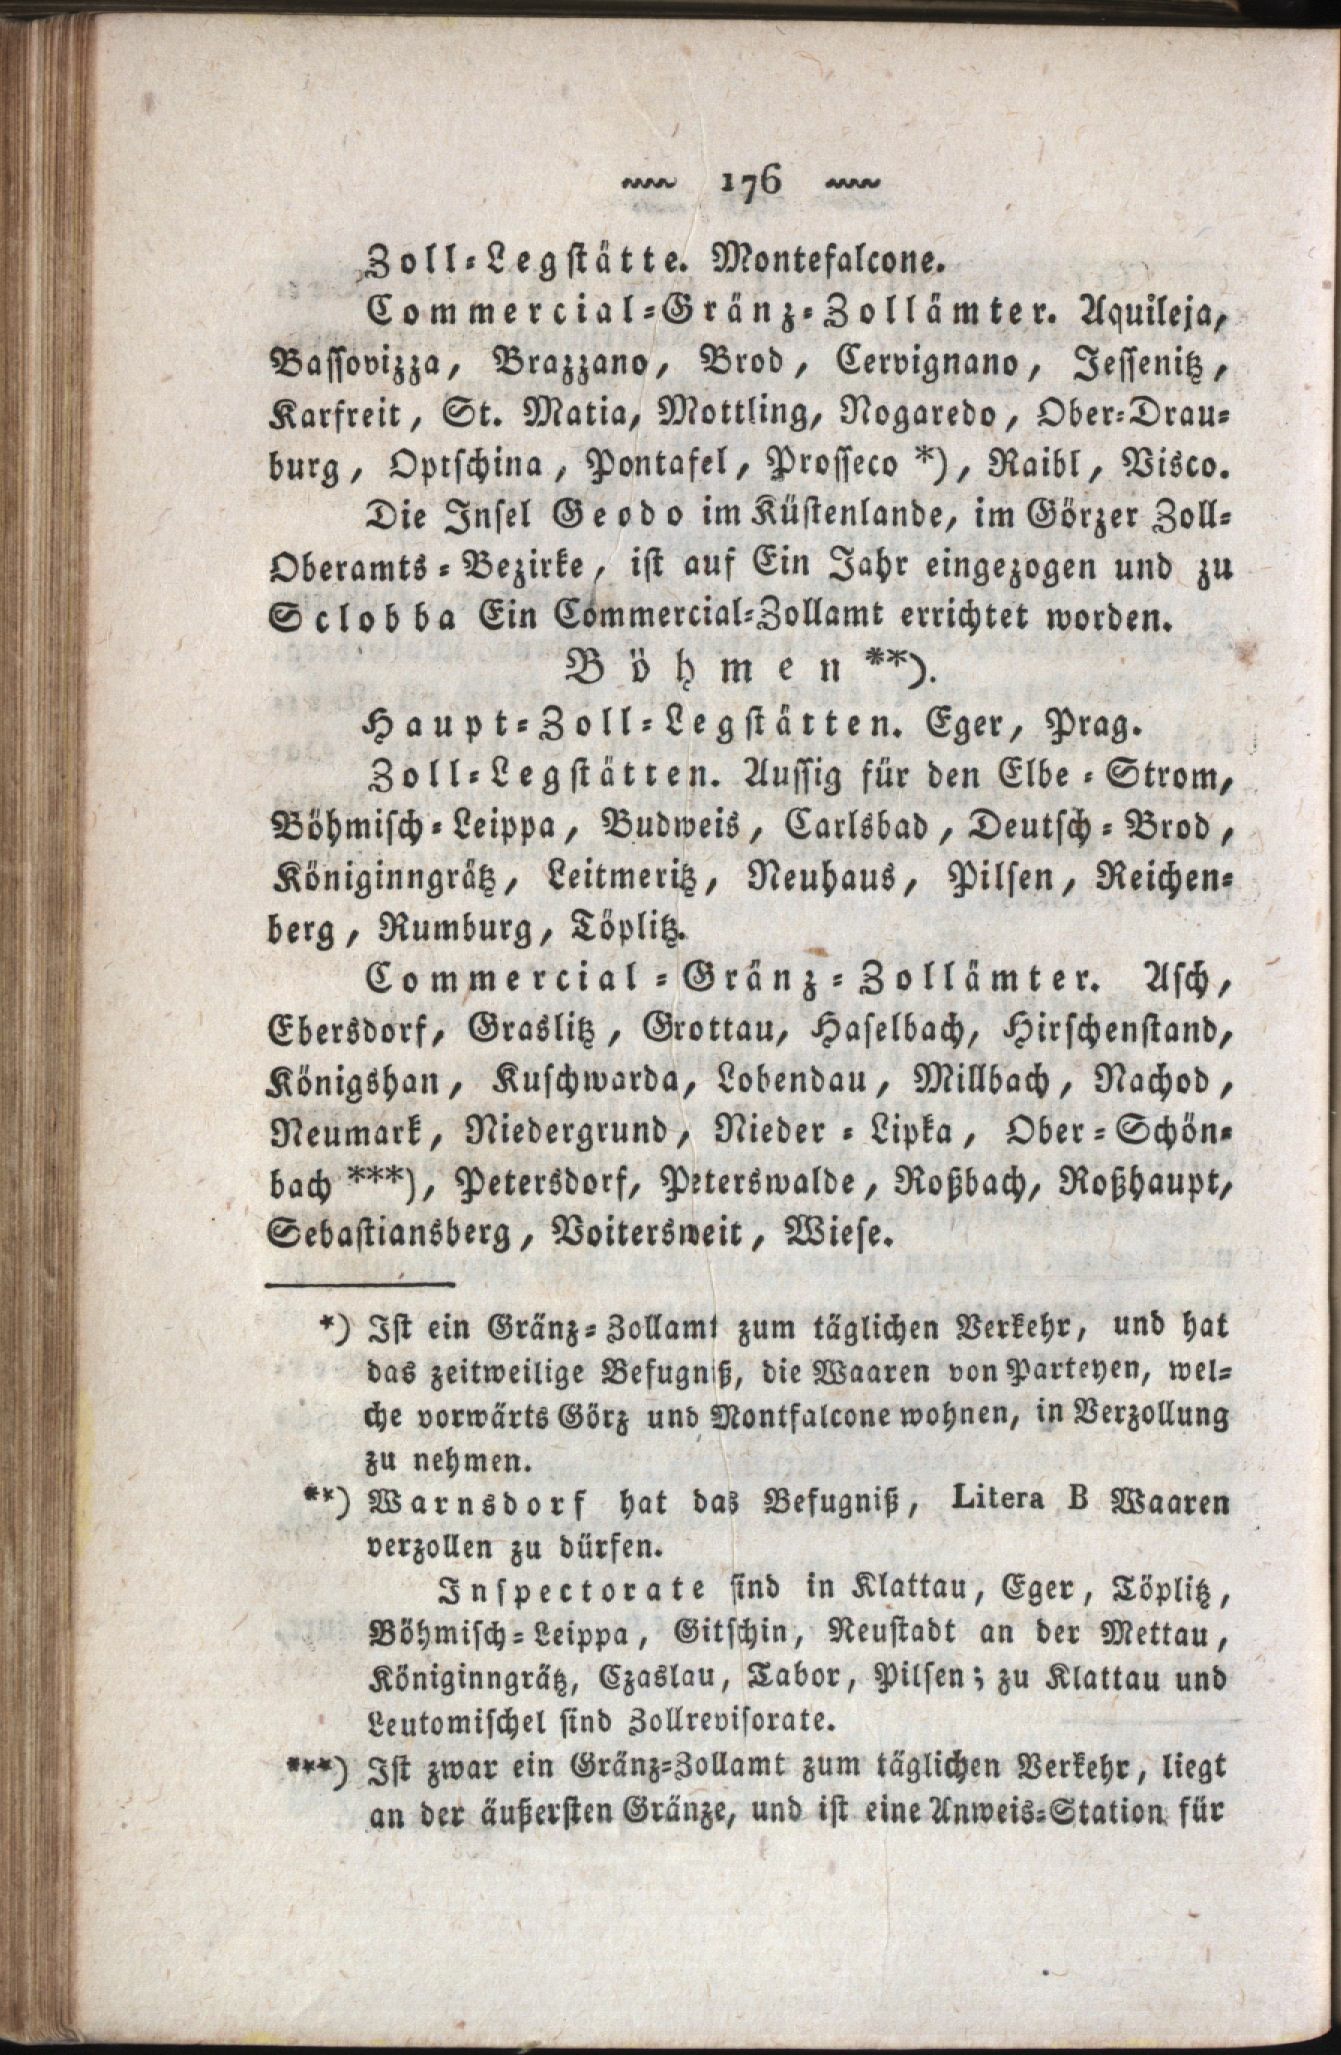 176
Zoll-Legstätte. Montefalcone.
Commercial-Gränz-Zollämter. Aquileja,
Bassovizza, Brazzano, Brod, Cervignano, Jessenitz,
Karfreit, St. Matia, Mottling, Nogaredo, Ober-Drau-
burg, Optschina, Pontafel, Prosseco *), Raibl, Visco.
Die Insel Geodo im Küstenlande, im Görzer Zoll-
Oberamts-Bezirke, ist auf Ein Jahr eingezogen und zu
Sclobba Ein Commercial-Zollamt errichtet worden.
Böhmen **).
Haupt-Zoll-Legstätten. Eger, Prag.
Zoll-Legstätten. Aussig für den Elbe-Strom,
Böhmisch-Leippa, Budweis, Carlsbad, Deutsch-Brod,
Königinngrätz, Leitmeritz, Neuhaus, Pilsen, Reichen-
berg, Rumburg, Töplitz.
Commercial-Gränz-Zollämter. Asch,
Ebersdorf, Graslitz, Grottau, Haselbach, Hirschenstand,
Königshan, Kuschwarda, Lobendau, Millbach, Nachod,
Neumark, Niedergrund, Nieder-Lipka, Ober-Schön-
bach ***), Petersdorf, Peterswalde, Roßbach, Roßhaupt,
Sebastiansberg, Voitersweit, Wiese.
*) Ist ein Gränz-Zollamt zum täglichen Verkehr, und hat
das zeitweilige Befugniß, die Waaren von Parteyen, wel-
che vorwärts Görz und Montfalcone wohnen, in Verzollung
zu nehmen.
**) Warnsdorf hat das Befugniß, Litera B Waaren
verzollen zu dürfen.
Inspectorate sind in Klattau, Eger, Töplitz,
Böhmisch-Leippa, Gitschin, Neustadt an der Mettau,
Königinngrätz, Czaslau, Tabor, Pilsen; zu Klattau und
Leutomischel sind Zollrevisorate.
***) Ist zwar ein Gränz-Zollamt zum täglichen Verkehr, liegt
an der äußersten Gränze, und ist eine Anweis-Station für